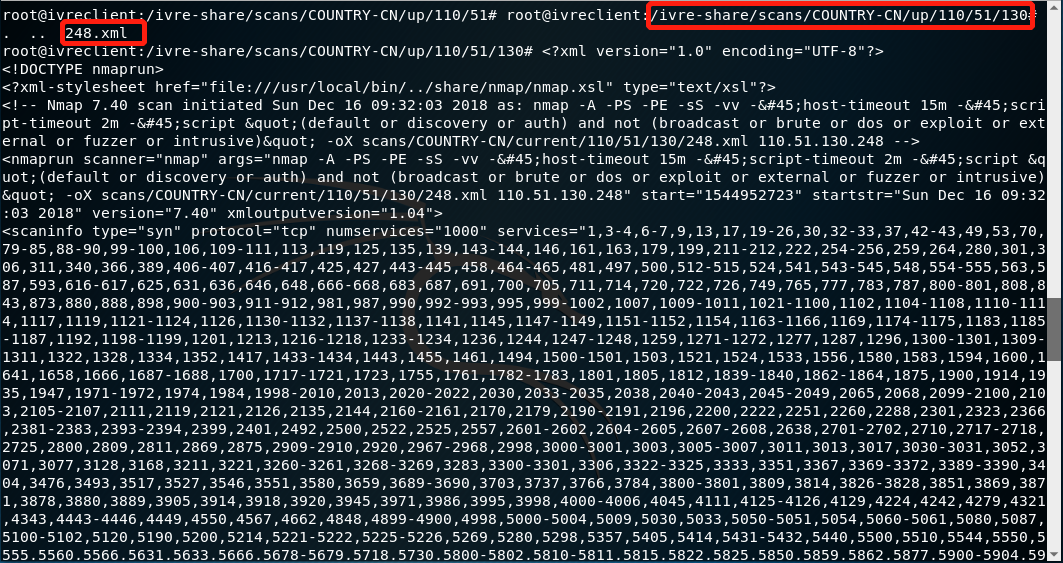 root@ivreclient:/ivre-share/scans/COUNTRY-CN/up/110/51# root@ivreclient:/ivre-share/scans/COUNTRY-CN/up/110/51/130#
. .. 248.xml
root@ivreclient:/ivre-share/scans/COUNTRY-CN/up/110/51/130# <?xml version="1.0" encoding="UTF-8"?>
<!DOCTYPE nmaprun>
<?xml-stylesheet href="file:///usr/local/bin/../share/nmap/nmap.xsl" type="text/xsl"?>
<!-- Nmap 7.40 scan initiated Sun Dec 16 09:32:03 2018 as: nmap -A -PS -PE -sS -vv -&#45;host-timeout 15m -&#45;scri
pt-timeout 2m -&#45;script &quot;(default or discovery or auth) and not (broadcast or brute or dos or exploit or ext
ernal or fuzzer or intrusive)&quot; -oX scans/COUNTRY-CN/current/110/51/130/248.xml 110.51.130.248 -->
<nmaprun scanner="nmap" args="nmap -A -PS -PE -sS -vv -&#45;host-timeout 15m -&#45;script-timeout 2m -&#45;script &q
uot;(default or discovery or auth) and not (broadcast or brute or dos or exploit or external or fuzzer or intrusive)
&quot; -oX scans/COUNTRY-CN/current/110/51/130/248.xml 110.51.130.248" start="1544952723" startstr="Sun Dec 16 09:32
:03 2018" version="7.40" xmloutputversion="1.04">
<scaninfo type="syn" protocol="tcp" numservices="1000" services="1,3-4,6-7,9,13,17,19-26,30,32-33,37,42-43,49,53,70,
79-85,88-90,99-100,106,109-111,113,119,125,135,139,143-144,146,161,163,179,199,211-212,222,254-256,259,264,280,301,3
06,311,340,366,389,406-407,416-417,425,427,443-445,458,464-465,481,497,500,512-515,524,541,543-545,548,554-555,563,5
87,593,616-617,625,631,636,646,648,666-668,683,687,691,700,705,711,714,720,722,726,749,765,777,783,787,800-801,808,8
43,873,880,888,898,900-903,911-912,981,987,990,992-993,995,999-1002,1007,1009-1011,1021-1100,1102,1104-1108,1110-111
4,1117,1119,1121-1124,1126,1130-1132,1137-1138,1141,1145,1147-1149,1151-1152,1154,1163-1166,1169,1174-1175,1183,1185
-1187,1192,1198-1199,1201,1213,1216-1218,1233-1234,1236,1244,1247-1248,1259,1271-1272,1277,1287,1296,1300-1301,1309-
1311,1322,1328,1334,1352,1417,1433-1434,1443,1455,1461,1494,1500-1501,1503,1521,1524,1533,1556,1580,1583,1594,1600,1
641,1658,1666,1687-1688,1700,1717-1721,1723,1755,1761,1782-1783,1801,1805,1812,1839-1840,1862-1864,1875,1900,1914,19
35,1947,1971-1972,1974,1984,1998-2010,2013,2020-2022,2030,2033-2035,2038,2040-2043,2045-2049,2065,2068,2099-2100,210
3,2105-2107,2111,2119,2121,2126,2135,2144,2160-2161,2170,2179,2190-2191,2196,2200,2222,2251,2260,2288,2301,2323,2366
,2381-2383,2393-2394,2399,2401,2492,2500,2522,2525,2557,2601-2602,2604-2605,2607-2608,2638,2701-2702,2710,2717-2718,
2725,2800,2809,2811,2869,2875,2909-2910,2920,2967-2968,2998,3000-3001,3003,3005-3007,3011,3013,3017,3030-3031,3052,3
071,3077,3128,3168,3211,3221,3260-3261,3268-3269,3283,3300-3301,3306,3322-3325,3333,3351,3367,3369-3372,3389-3390,34
04,3476,3493,3517,3527,3546,3551,3580,3659,3689-3690,3703,3737,3766,3784,3800-3801,3809,3814,3826-3828,3851,3869,387
1,3878,3880,3889,3905,3914,3918,3920,3945,3971,3986,3995,3998,4000-4006,4045,4111,4125-4126,4129,4224,4242,4279,4321
,4343,4443-4446,4449,4550,4567,4662,4848,4899-4900,4998,5000-5004,5009,5030,5033,5050-5051,5054,5060-5061,5080,5087,
5100-5102,5120,5190,5200,5214,5221-5222,5225-5226,5269,5280,5298,5357,5405,5414,5431-5432,5440,5500,5510,5544,5550,5
555,5560,5566,5631,5633,5666,5678-5679,5718,5730,5800-5802,5810-5811,5815,5822,5825,5850,5859,5862,5877,5900-5904,59